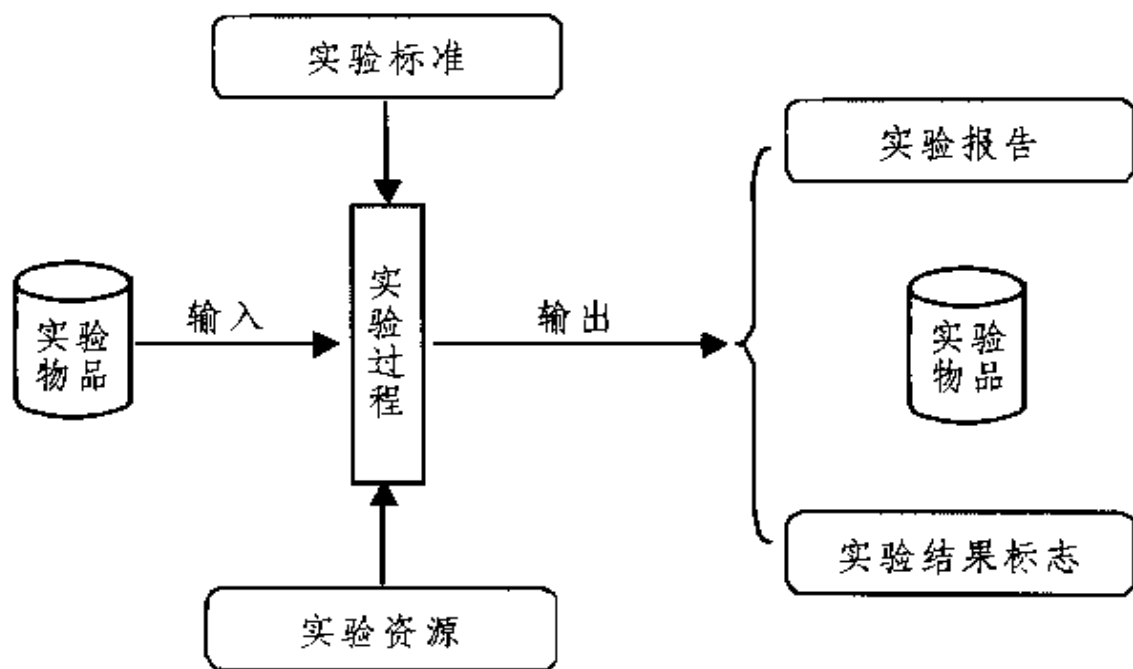 实验标准
实验报告
实验
物品
输入
实验过程
输出
实验
物品
实验结果标志
实验资源